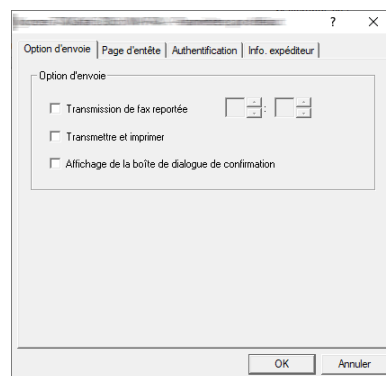 ? ×
Option d'envoie Page d'entête Authentification Info. expéditeur
Option d'envoie
Transmission de fax reportée :
Transmettre et imprimer
Affichage de la boîte de dialogue de confirmation
OK Annuler